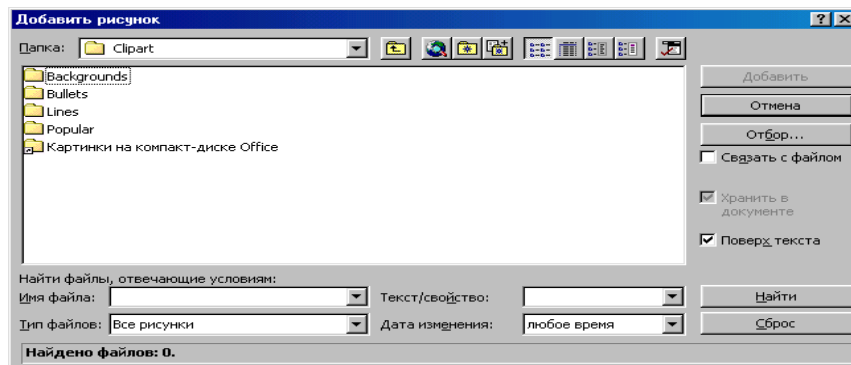 Добавить рисунок
Папка: Clipart
Backgrounds
Bullets
Lines
Popular
Картинки на компакт-диске Office
Добавить
Отмена
Отбор...
Связать с файлом
Хранить в
документе
Поверх текста
Найти файлы, отвечающие условиям:
Имя файла: Текст/свойство: Найти
Тип файлов: Все рисунки Дата изменения: любое время Сброс
Найдено файлов: 0.